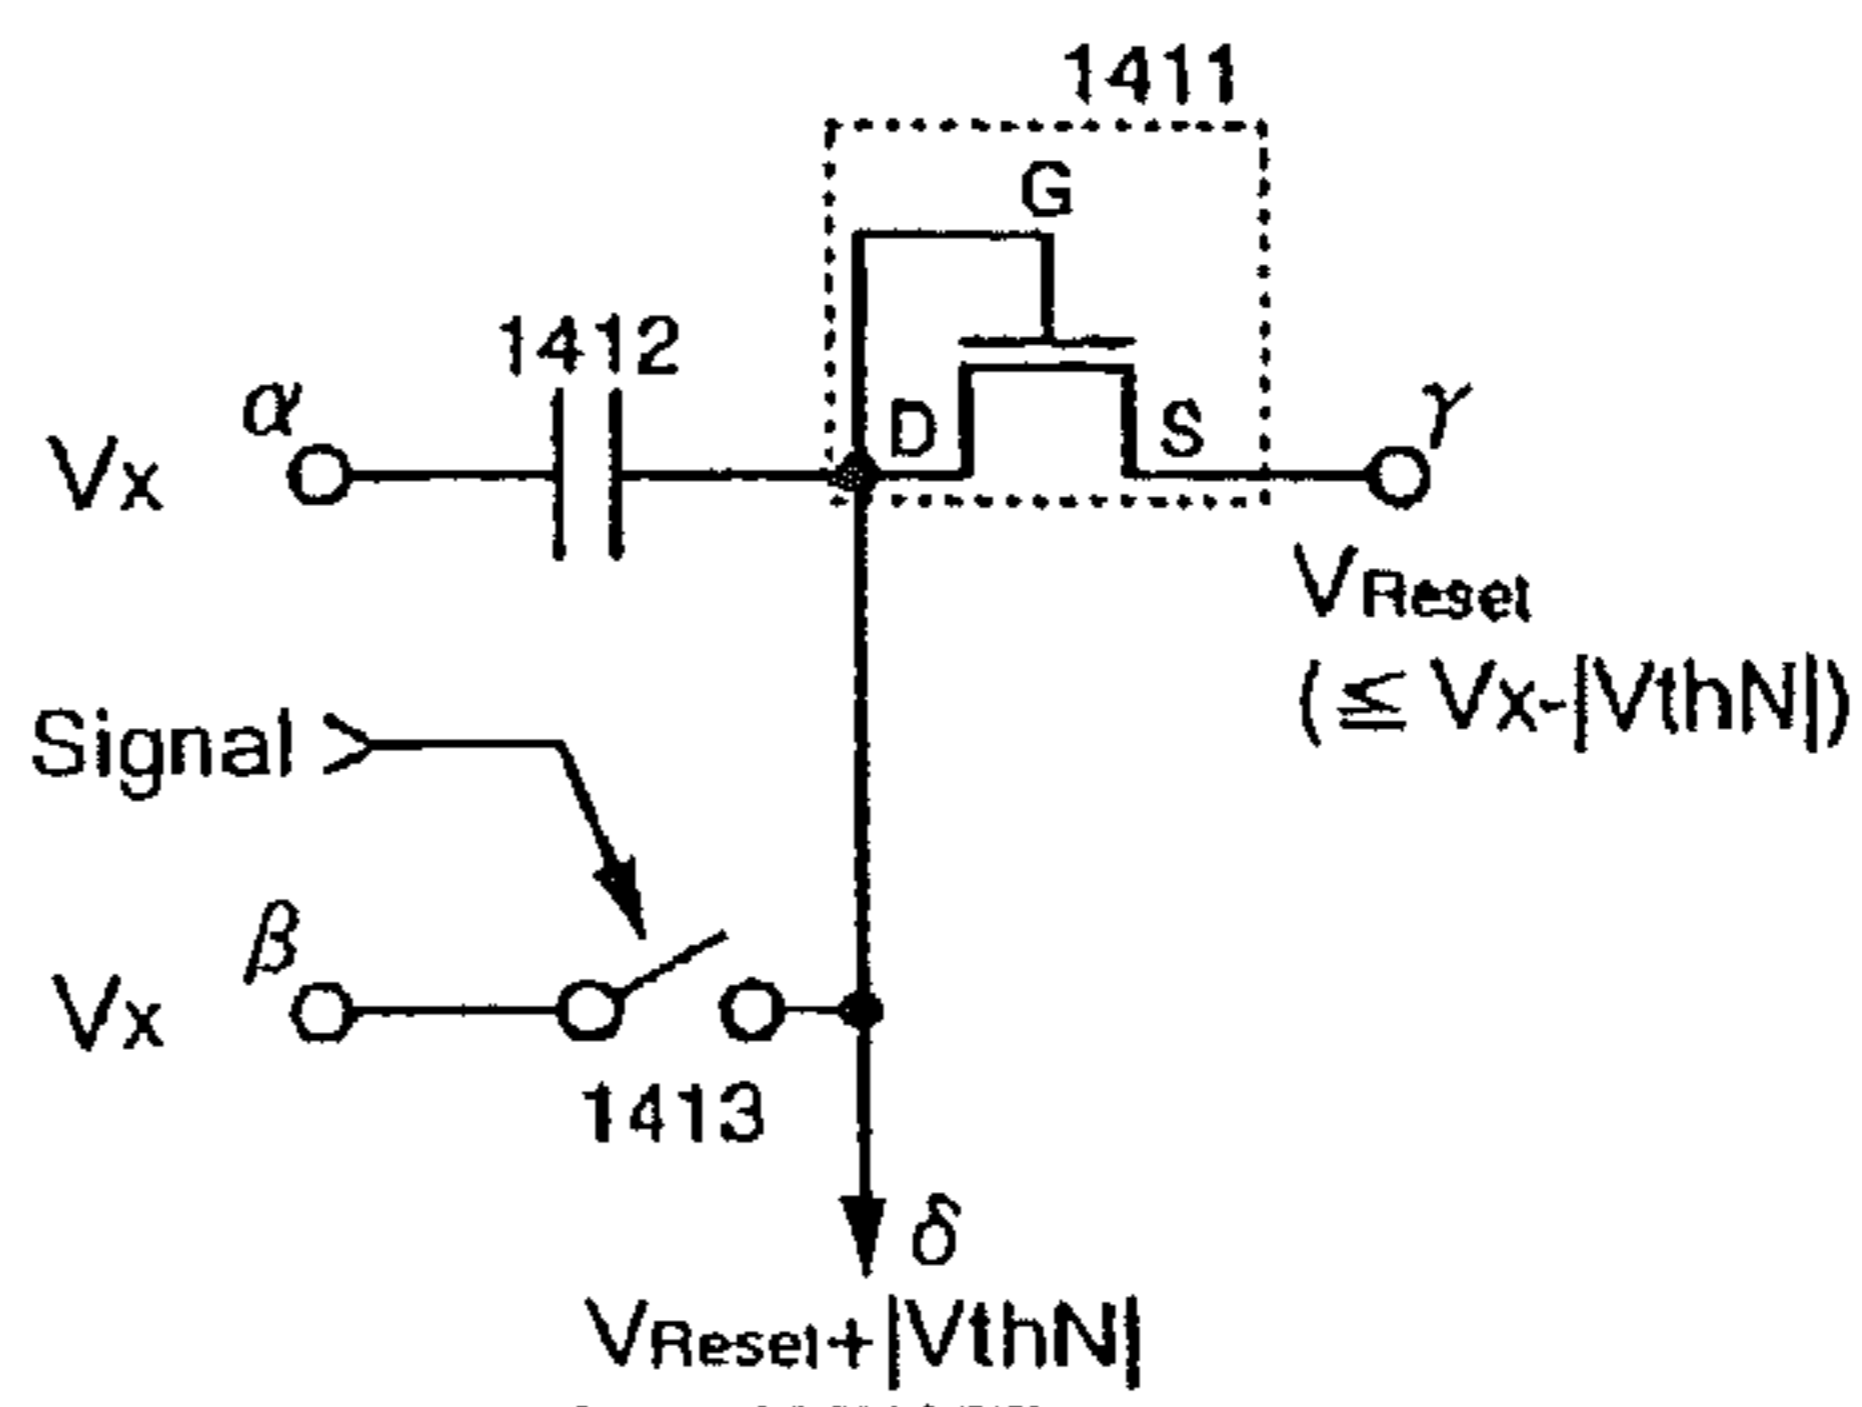 1411
G
1412
α
D
S
γ
Vx
VReset
(≦ Vx-|VthN|)
Signal
β
Vx
1413
δ
VReset+|VthN|